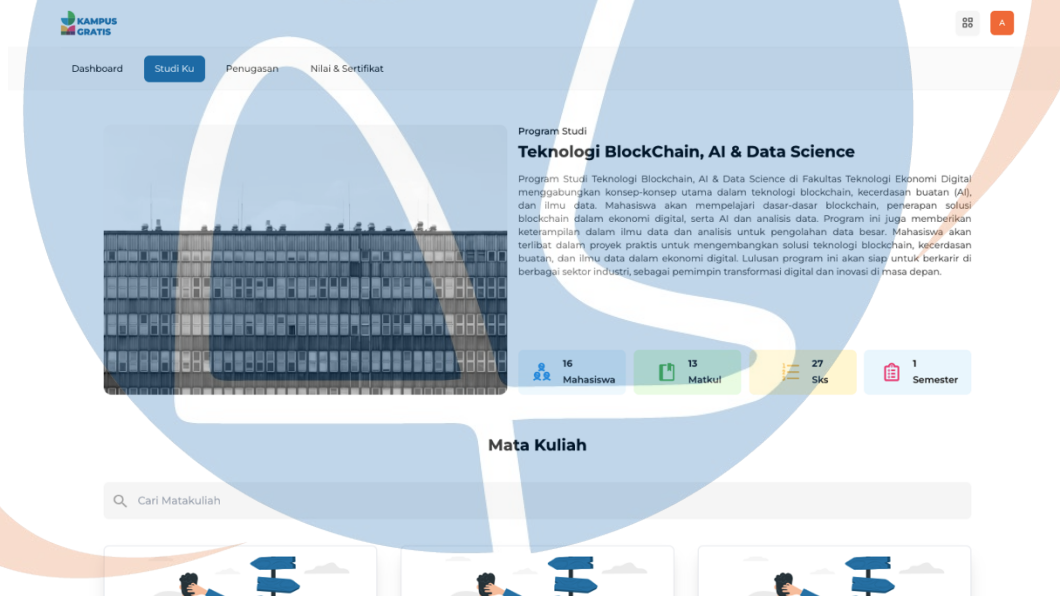 KAMPUS
GRATIS
A
Dashboard
Studi Ku
Penugasan
Nilai & Sertifikat
Program Studi
Teknologi BlockChain, AI & Data Science
Program Studi Teknologi Blockchain, AI & Data Science di Fakultas Teknologi Ekonomi Digital
menggabungkan konsep-konsep utama dalam teknologi blockchain, kecerdasan buatan (AI),
dan ilmu data. Mahasiswa akan mempelajari dasar-dasar blockchain, penerapan solusi
blockchain dalam ekonomi digital, serta AI dan analisis data. Program ini juga memberikan
keterampilan dalam ilmu data dan analisis untuk pengolahan data besar. Mahasiswa akan
terlibat dalam proyek praktis untuk mengembangkan solusi teknologi blockchain, kecerdasan
buatan, dan ilmu data dalam ekonomi digital. Lulusan program ini akan siap untuk berkarir di
berbagai sektor industri, sebagai pemimpin transformasi digital dan inovasi di masa depan.
16
Mahasiswa
13
Matkul
27
Sks
1
Semester
Mata Kuliah
Cari Matakuliah